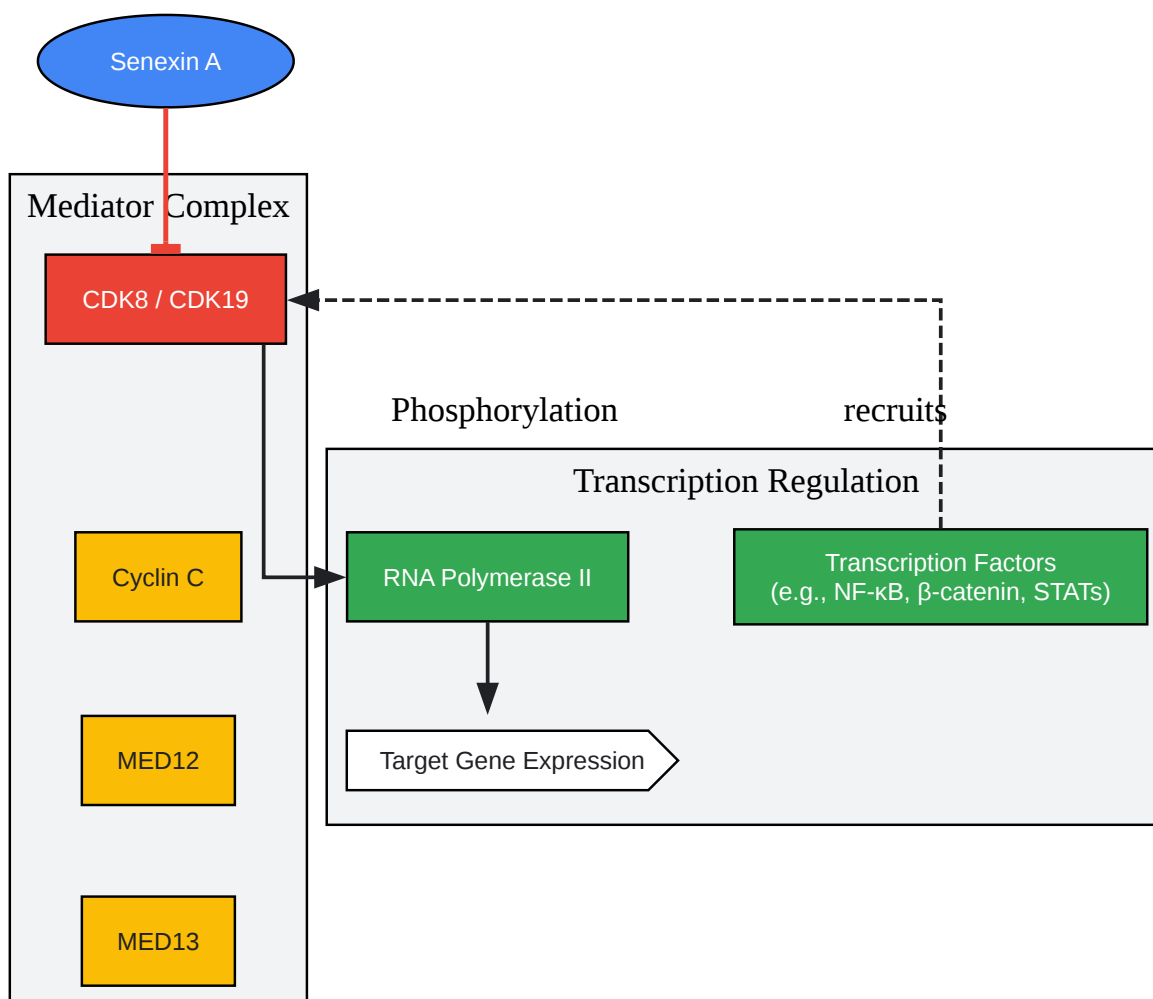 Senexin A
Mediator Complex
CDK8 / CDK19
Phosphorylation
recruits
Transcription Regulation
Cyclin C
RNA Polymerase II
Transcription Factors
(e.g., NF-κB, β-catenin, STATs)
MED12
Target Gene Expression
MED13